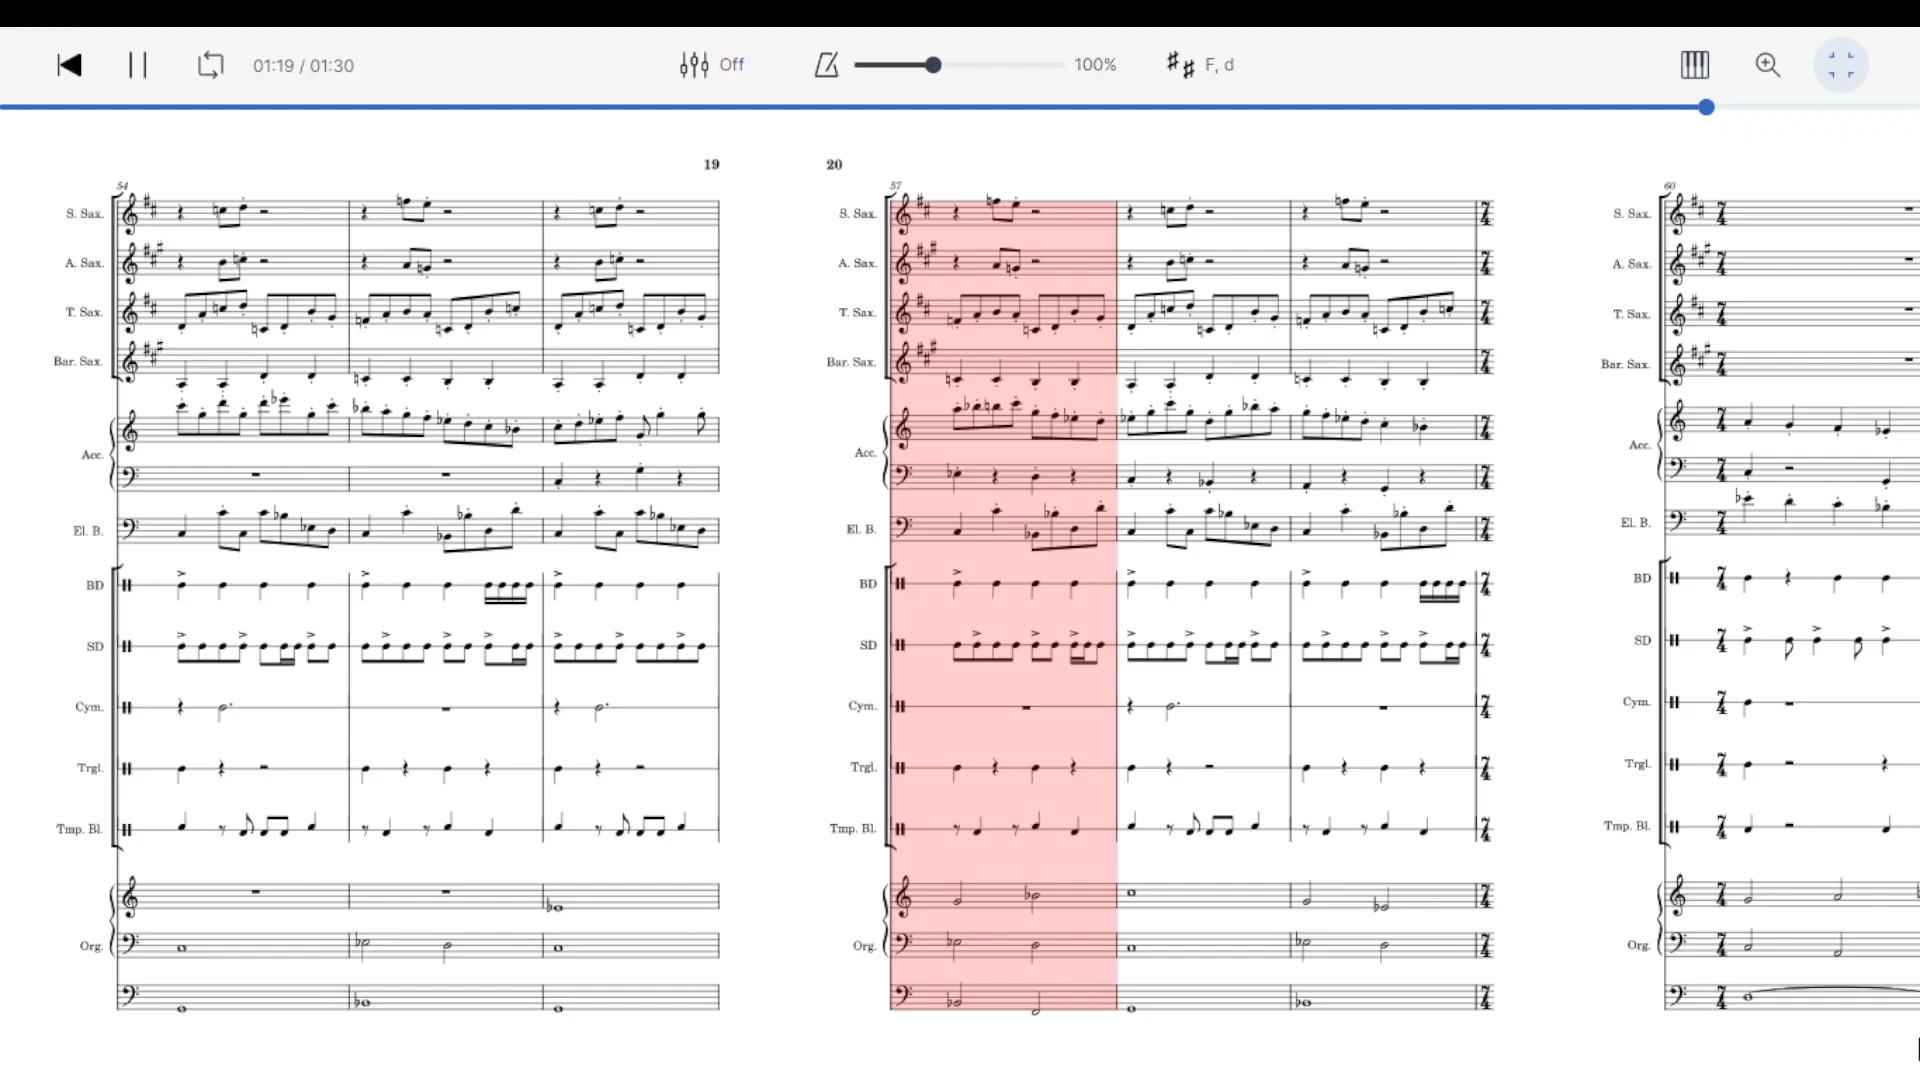 01:19 / 01:30 Off 100% F, d
19
54
S. Sax.
A. Sax.
T. Sax.
Bar. Sax.
Acc.
El. B.
BD
SD
Cym.
Trgl.
Tmp. Bl.
Org.
20
57
S. Sax.
A. Sax.
T. Sax.
Bar. Sax.
Acc.
El. B.
BD
SD
Cym.
Trgl.
Tmp. Bl.
Org.
60
S. Sax.
A. Sax.
T. Sax.
Bar. Sax.
Acc.
El. B.
BD
SD
Cym.
Trgl.
Tmp. Bl.
Org.